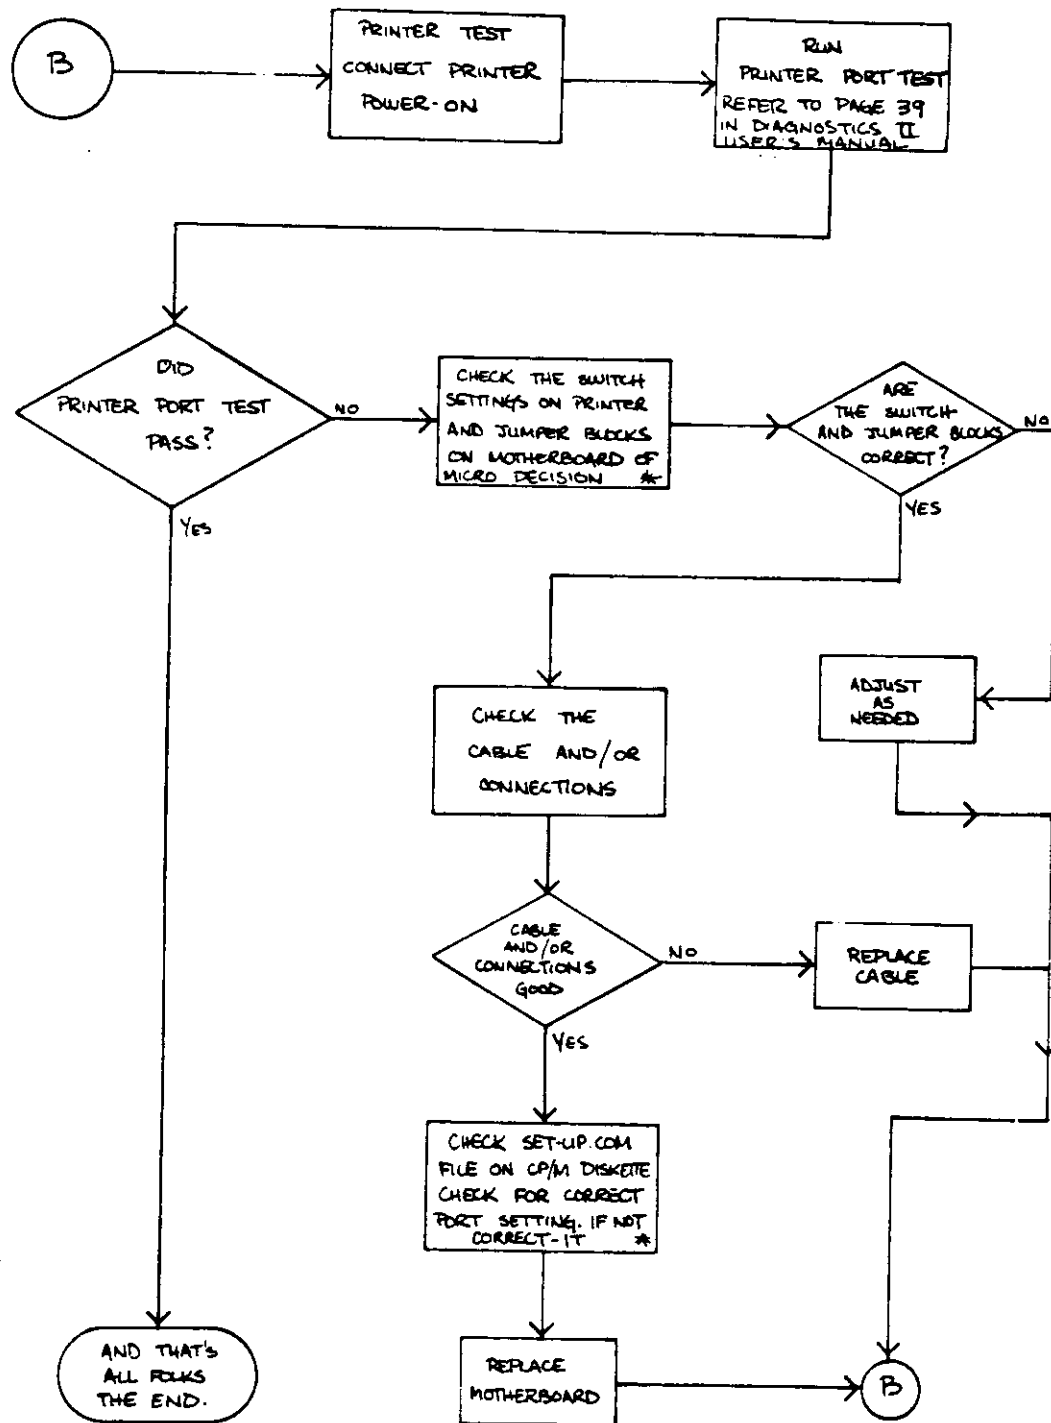 B
PRINTER TEST
CONNECT PRINTER
POWER-ON
RUN
PRINTER PORT TEST
REFER TO PAGE 39
IN DIAGNOSTICS II
USER'S MANUAL
DID
PRINTER PORT TEST
PASS?
NO
YES
CHECK THE SWITCH
SETTINGS ON PRINTER
AND JUMPER BLOCKS
ON MOTHERBOARD OF
MICRO DECISION *
ARE
THE SWITCH
AND JUMPER BLOCKS
CORRECT?
NO
YES
ADJUST
AS
NEEDED
CHECK THE
CABLE AND/OR
CONNECTIONS
CABLE
AND/OR
CONNECTIONS
GOOD
NO
YES
REPLACE
CABLE
CHECK SET-UP.COM
FILE ON CP/M DISKETTE
CHECK FOR CORRECT
PORT SETTING. IF NOT
CORRECT-IT *
REPLACE
MOTHERBOARD
B
AND THAT'S
ALL FOLKS
THE END.